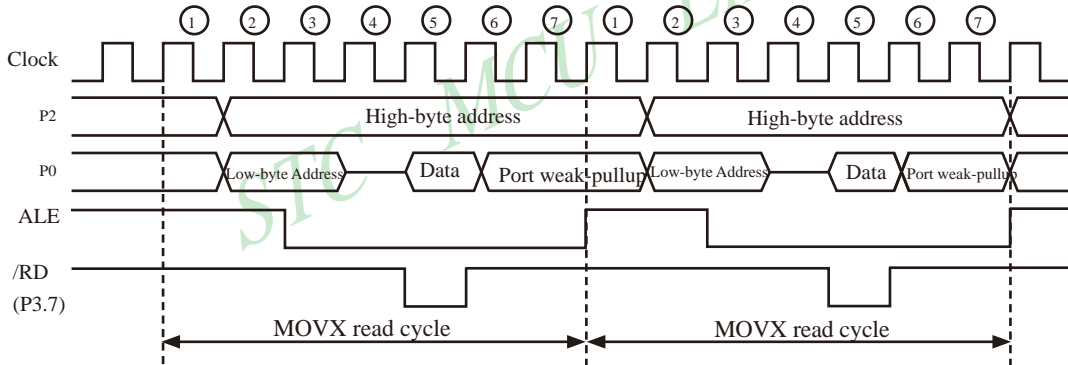 1 2 3 4 5 6 7 1 2 3 4 5 6 7
Clock
P2 High-byte address High-byte address
P0 Low-byte Address Data Port weak-pullup Low-byte Address Data Port weak-pullup
ALE
/RD
(P3.7)
MOVX read cycle MOVX read cycle
STC MCU